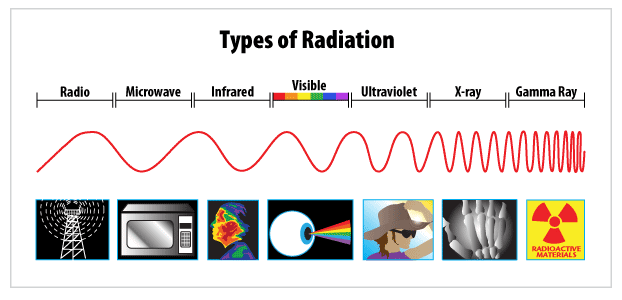 Types of Radiation
Radio Microwave Infrared Visible Ultraviolet X-ray Gamma Ray
RADIOACTIVE
MATERIALS